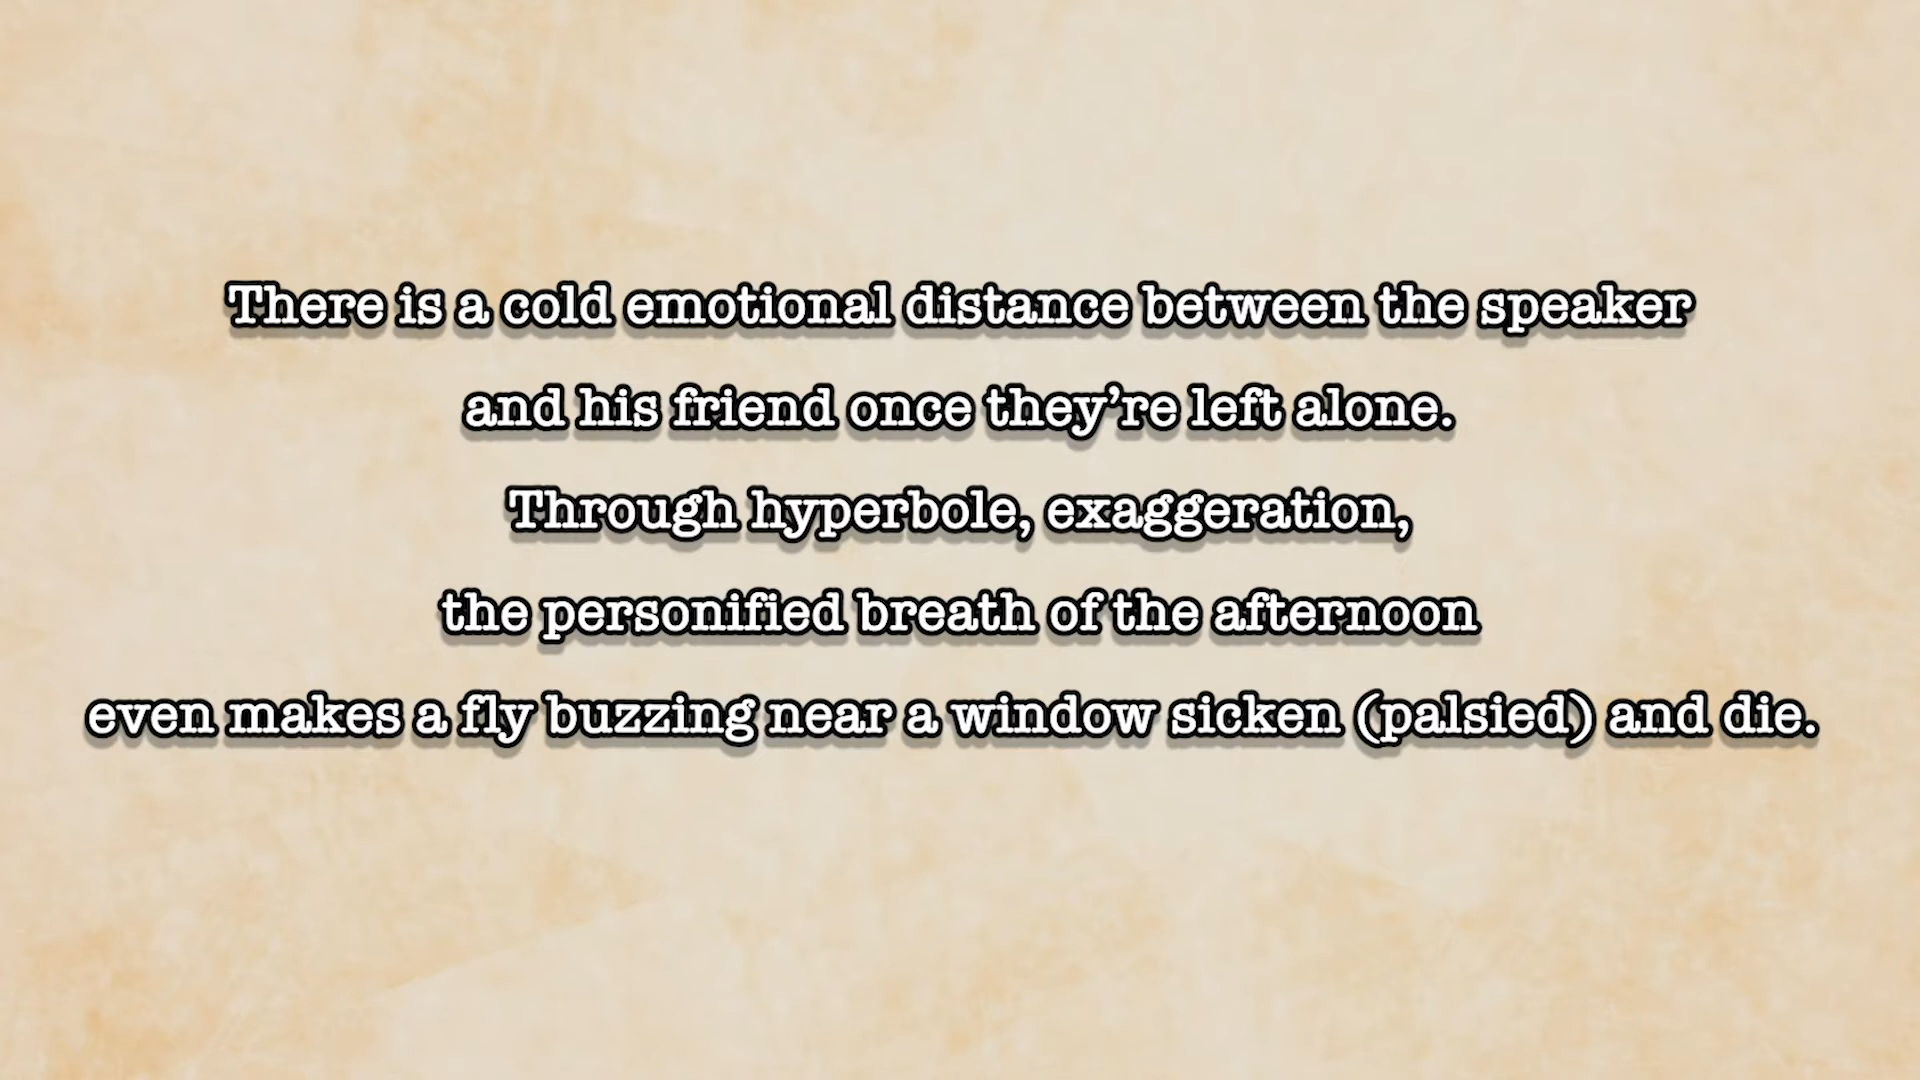 There is a cold emotional distance between the speaker
and his friend once they’re left alone.
Through hyperbole, exaggeration,
the personified breath of the afternoon
even makes a fly buzzing near a window sicken (palsied) and die.